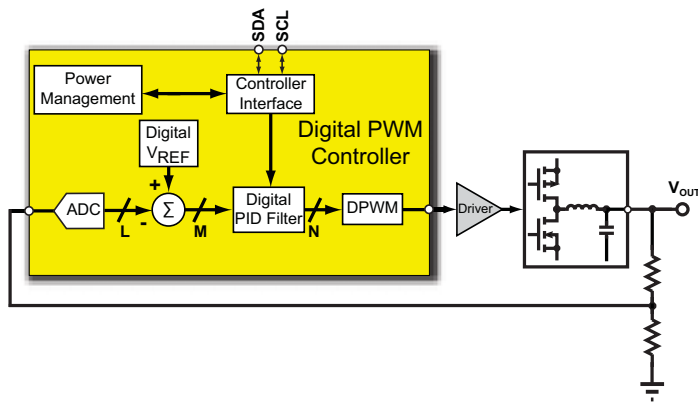 SDA
SCL
Power
Management
Controller
Interface
Digital
VREF
Digital PWM
Controller
+
ADC
L
-
Σ
M
Digital
PID Filter
N
DPWM
Driver
VOUT